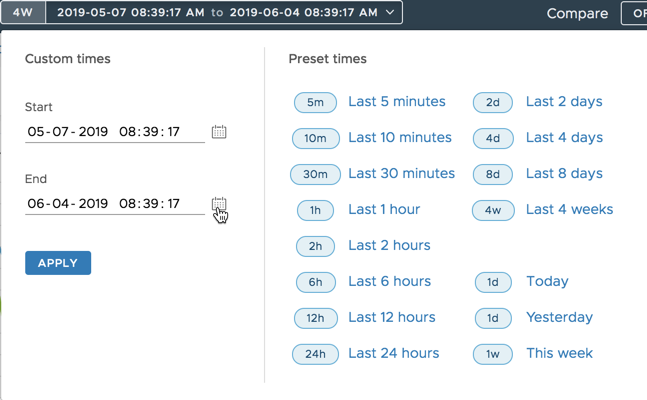 4W 2019-05-07 08:39:17 AM to 2019-06-04 08:39:17 AM Compare
Custom times
Start
05-07-2019 08:39:17
End
06-04-2019 08:39:17
APPLY
Preset times
5m Last 5 minutes 2d Last 2 days
10m Last 10 minutes 4d Last 4 days
30m Last 30 minutes 8d Last 8 days
1h Last 1 hour 4w Last 4 weeks
2h Last 2 hours
6h Last 6 hours 1d Today
12h Last 12 hours 1d Yesterday
24h Last 24 hours 1w This week